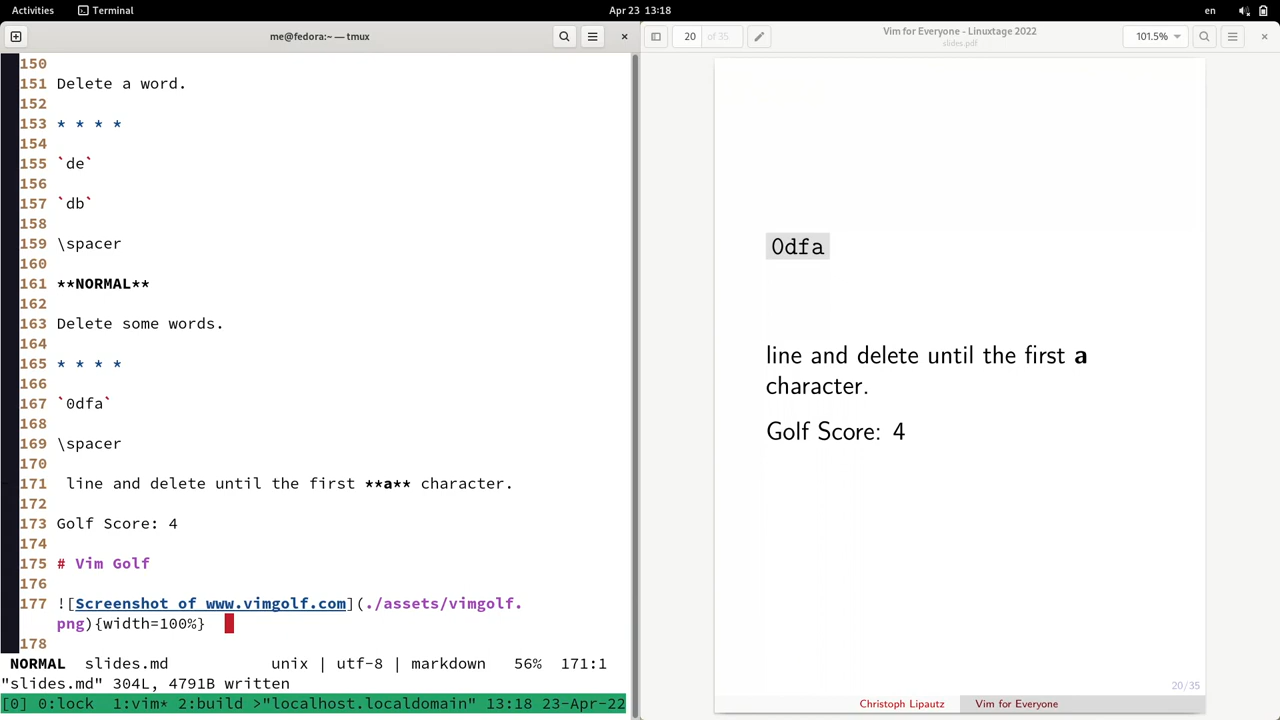 Activities Terminal Apr 23 13:18 en
me@fedora:~ — tmux
150
151 Delete a word.
152
153 * * * *
154
155 `de`
156
157 `db`
158
159 \spacer
160
161 **NORMAL**
162
163 Delete some words.
164
165 * * * *
166
167 `0dfa`
168
169 \spacer
170
171  line and delete until the first **a** character.
172
173 Golf Score: 4
174
175 # Vim Golf
176
177 ![Screenshot of www.vimgolf.com](./assets/vimgolf.
png){width=100%}
178
NORMAL slides.md unix | utf-8 | markdown 56% 171:1
"slides.md" 304L, 4791B written
[0] 0:lock 1:vim* 2:build >"localhost.localdomain" 13:18 23-Apr-22
20 of 35
Vim for Everyone - Linuxtage 2022
slides.pdf
101.5%
0dfa
line and delete until the first a
character.
Golf Score: 4
20/35
Christoph Lipautz Vim for Everyone